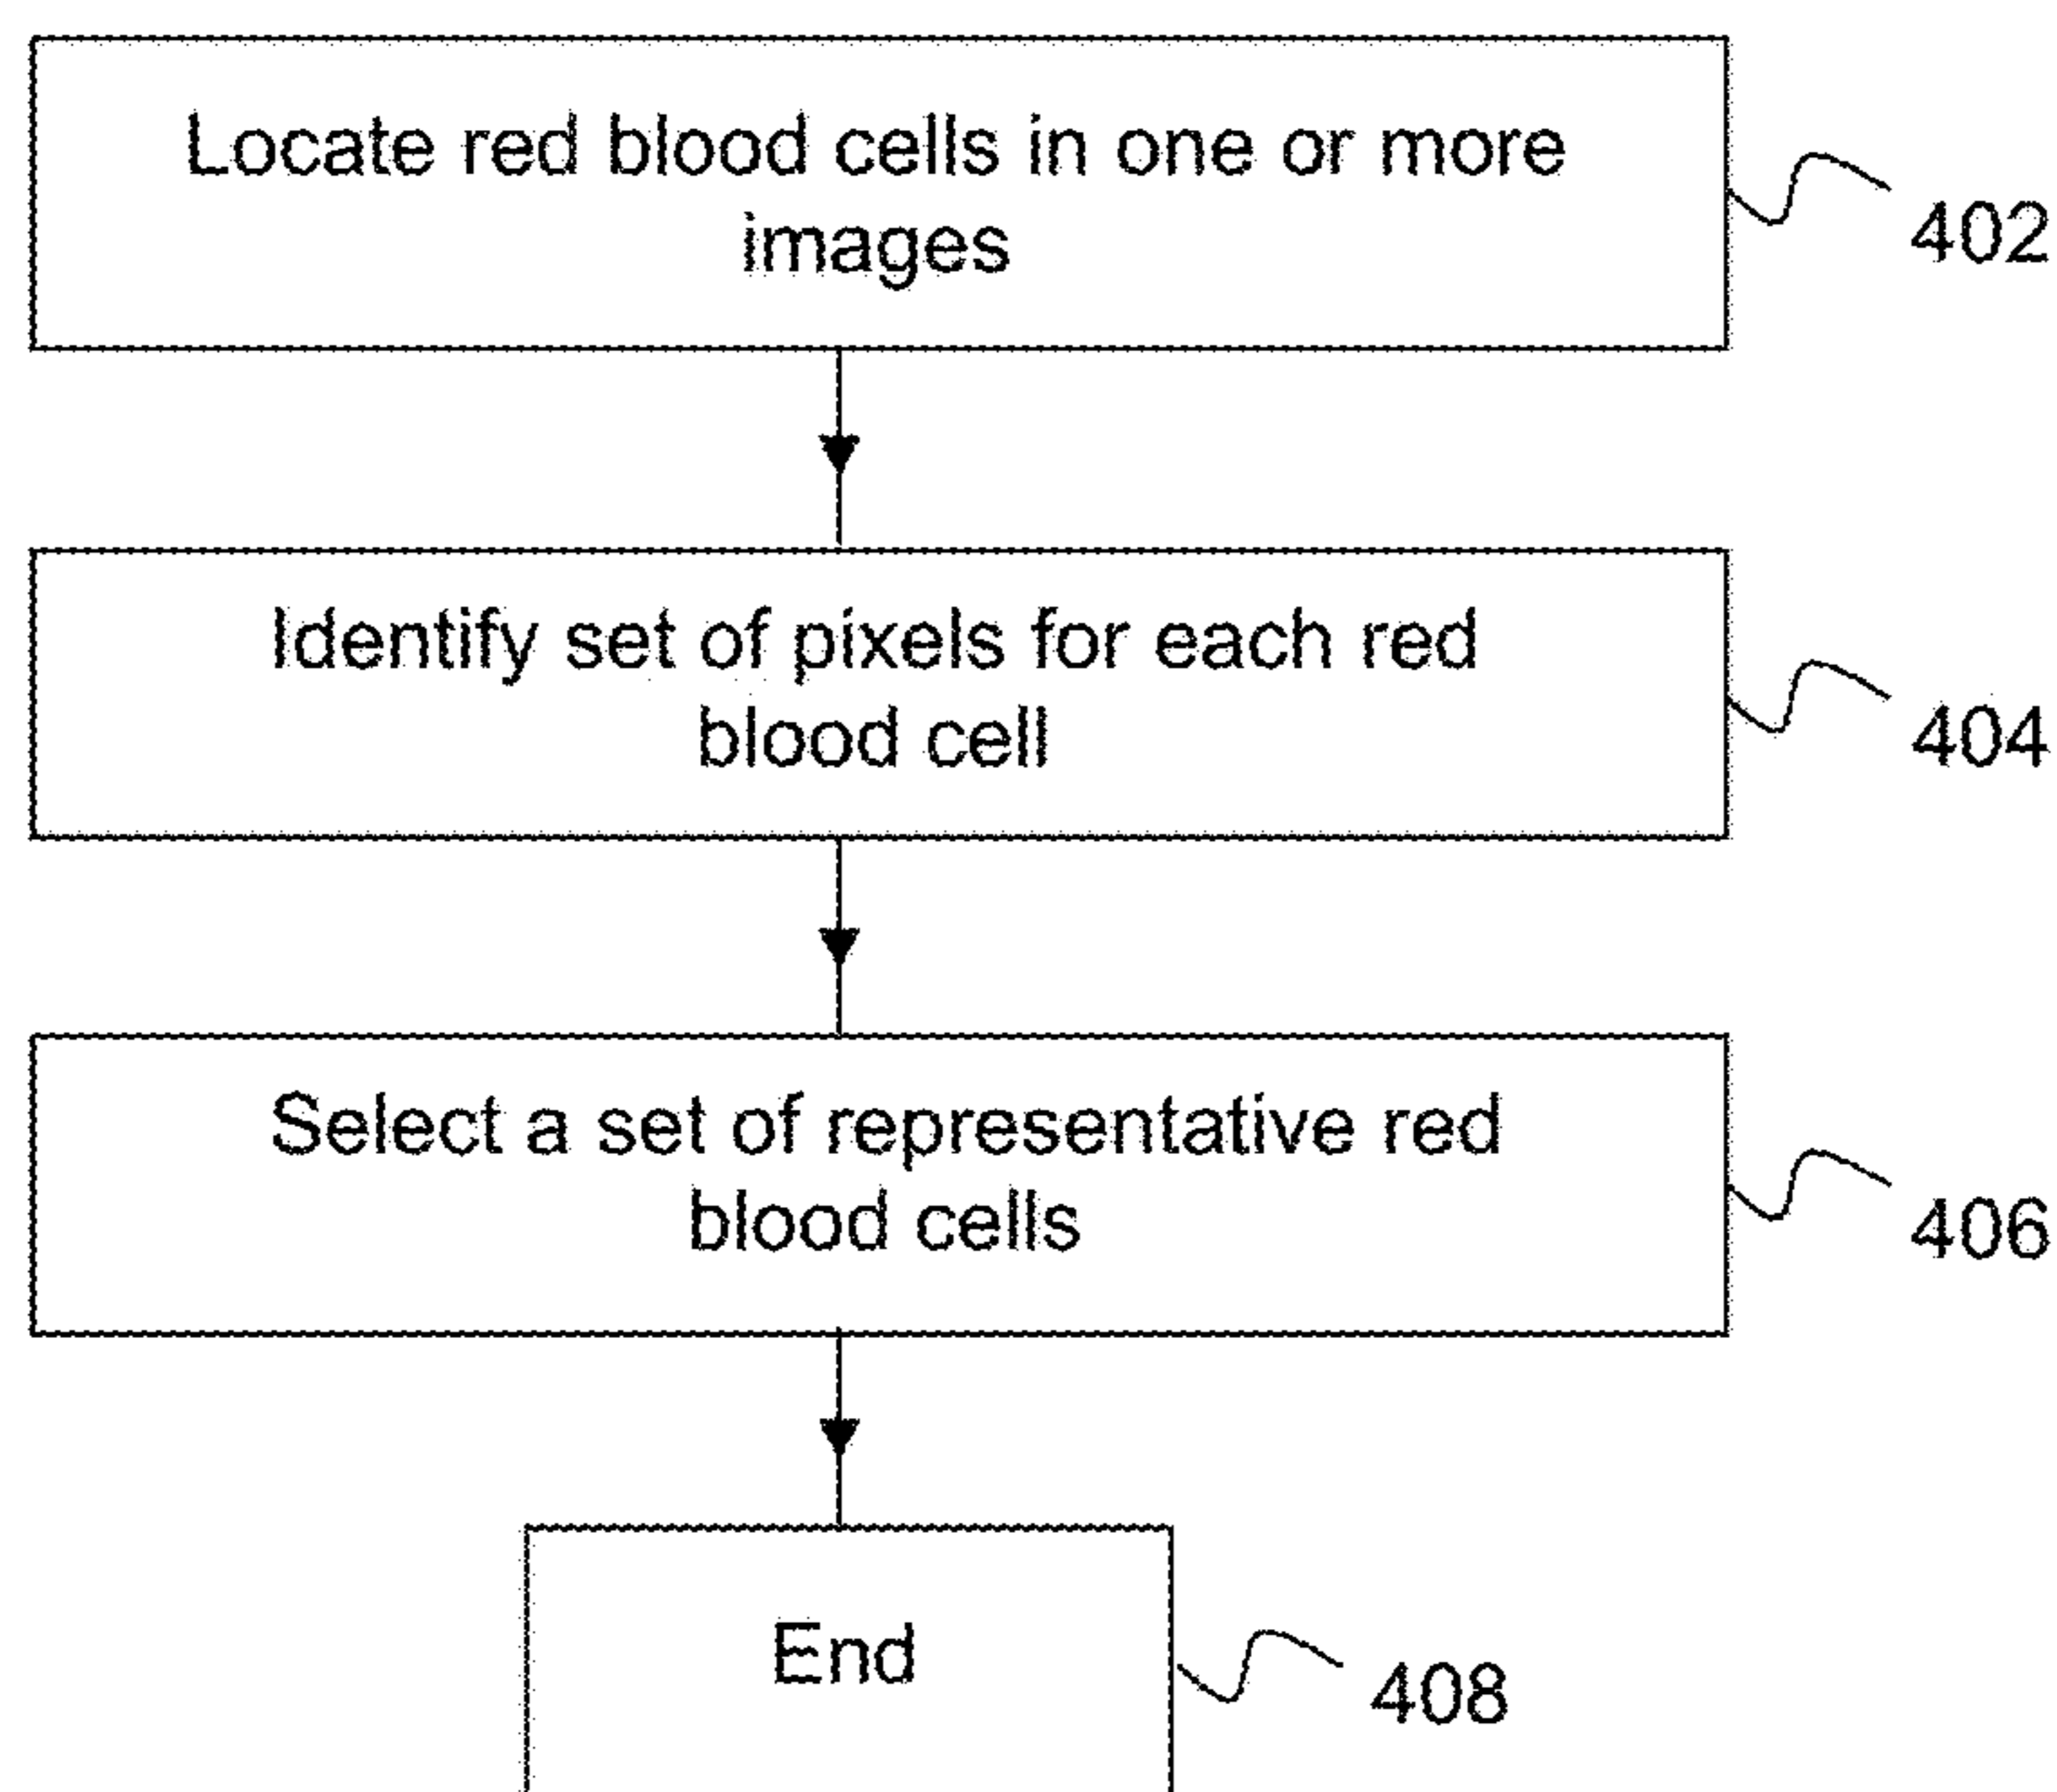 Locate red blood cells in one or more
images
402
Identify set of pixels for each red
blood cell
404
Select a set of representative red
blood cells
406
End
408